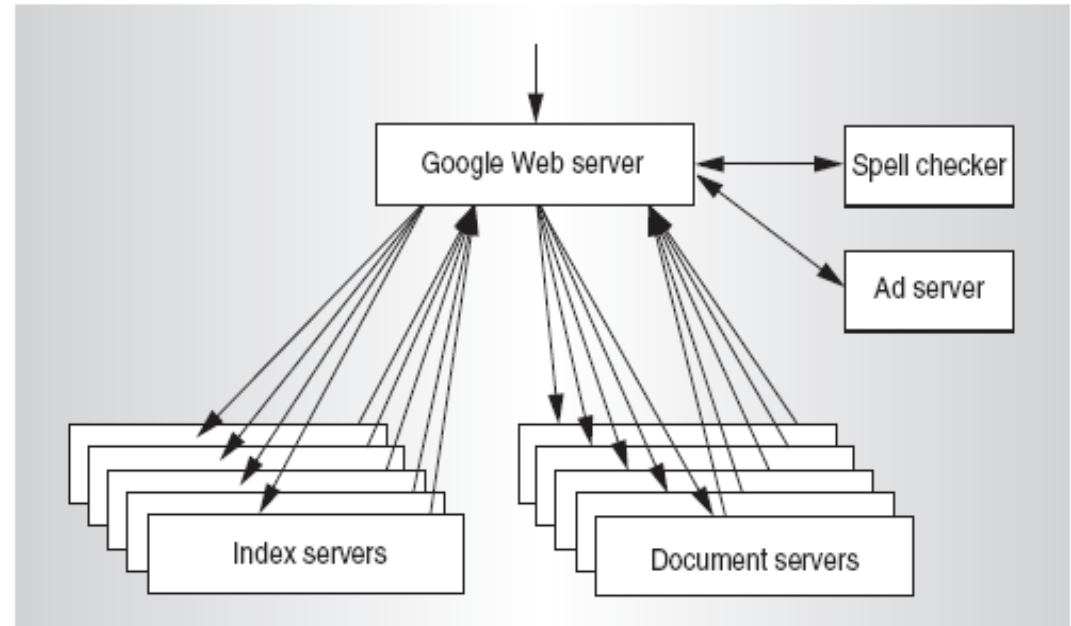 Google Web server
Spell checker
Ad server
Index servers
Document servers